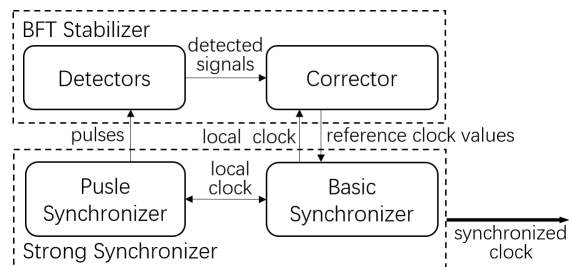 BFT Stabilizer
detected
signals
Detectors
Corrector
pulses
local clock
reference clock values
Pusle
Synchronizer
local
clock
Basic
Synchronizer
Strong Synchronizer
synchronized
clock